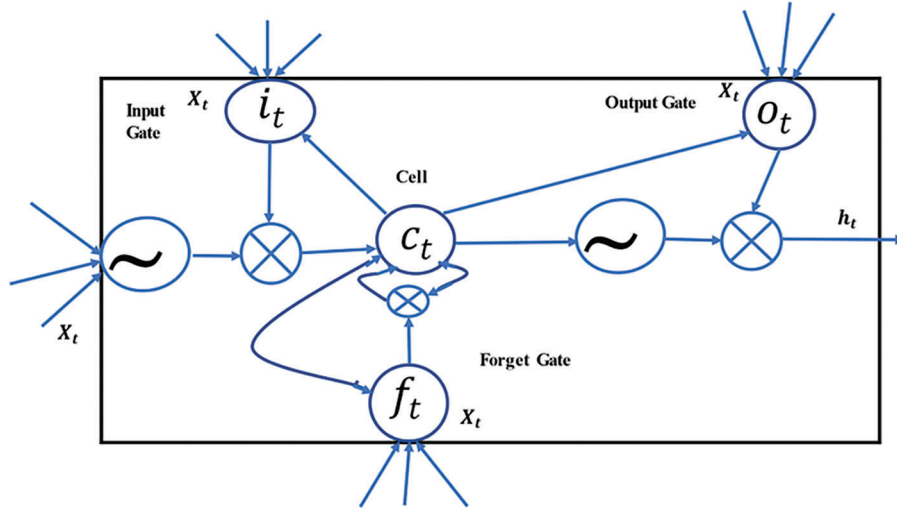 X_t
i_t
Input
Gate
Output Gate
X_t
o_t
Cell
c_t
h_t
X_t
Forget Gate
f_t
X_t